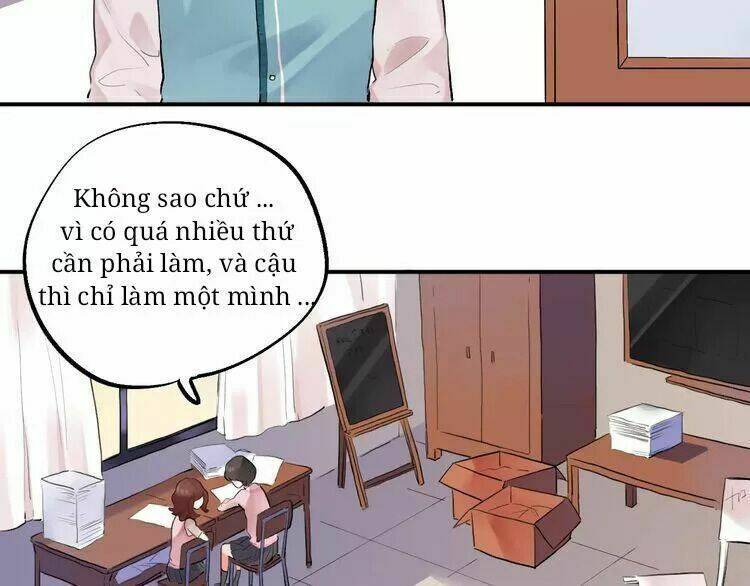 Không sao chứ ...
vì có quá nhiều thứ
cần phải làm, và cậu
thì chỉ làm một mình ...